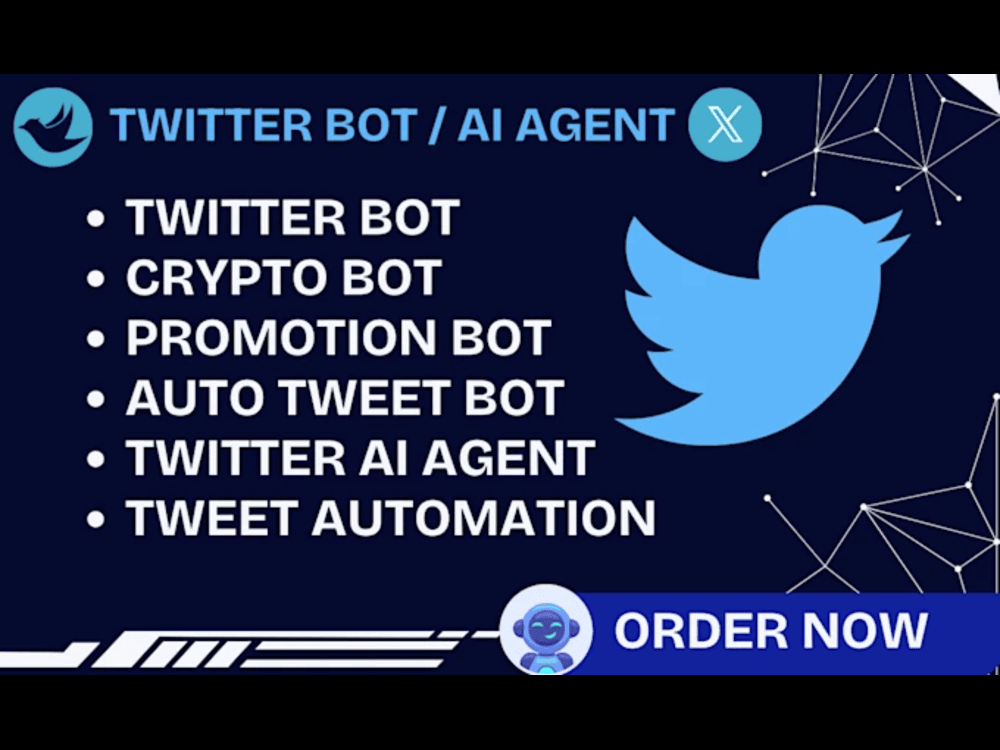 TWITTER BOT / AI AGENT X
• TWITTER BOT
• CRYPTO BOT
• PROMOTION BOT
• AUTO TWEET BOT
• TWITTER AI AGENT
• TWEET AUTOMATION
ORDER NOW